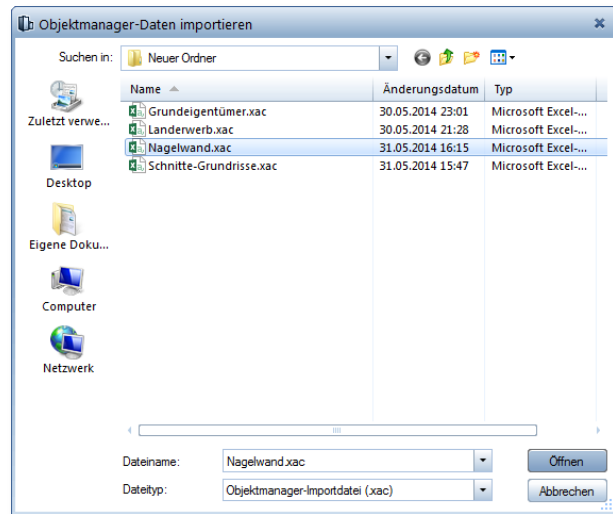 Objektmanager-Daten importieren
Suchen in: Neuer Ordner
Name Änderungsdatum Typ
Grundeigentümer.xac 30.05.2014 23:01 Microsoft Excel-...
Landerwerb.xac 30.05.2014 21:28 Microsoft Excel-...
Nagelwand.xac 31.05.2014 16:15 Microsoft Excel-...
Schnitte-Grundrisse.xac 31.05.2014 15:47 Microsoft Excel-...
Zuletzt verwe...
Desktop
Eigene Doku...
Computer
Netzwerk
Dateiname: Nagelwand.xac Öffnen
Dateityp: Objektmanager-Importdatei (.xac) Abbrechen